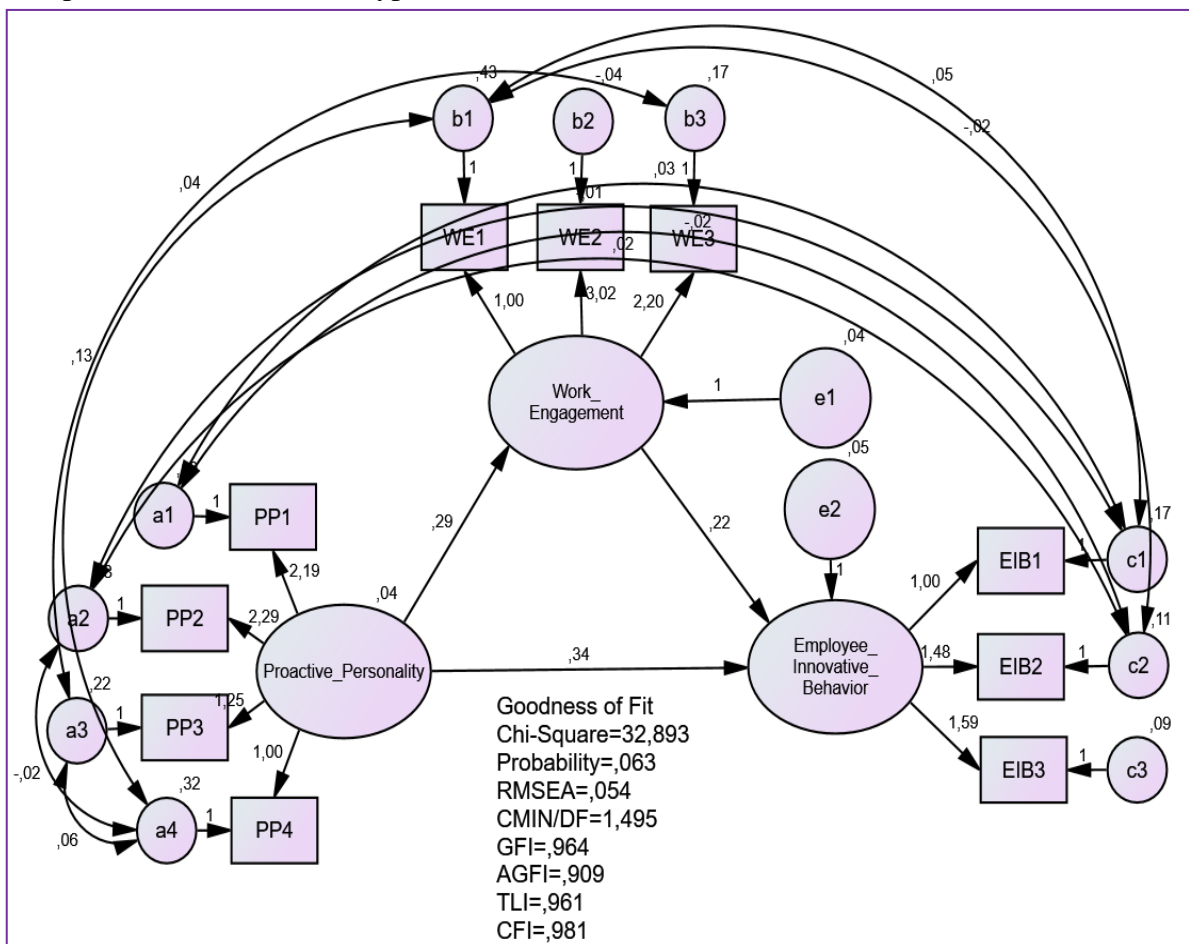 ,43
-,04
,17
,05
b1
b2
b3
-,02
1
1
,03
1
,04
,01
WE1
WE2
WE3
-,02
,02
1,00
3,02
2,20
,13
,04
Work_
Engagement
1
e1
,05
a1
1
PP1
e2
,29
,22
,17
2,19
1
EIB1
1
c1
1,00
a2
1
PP2
2,29
,04
,11
Proactive_Personality
,34
Employee_
Innovative_
Behavior
1,48
EIB2
1
c2
,22
1,25
a3
1
PP3
1,59
,09
1,00
-,02
,32
EIB3
1
c3
a4
1
PP4
,06
Goodness of Fit
Chi-Square=32,893
Probability=,063
RMSEA=,054
CMIN/DF=1,495
GFI=,964
AGFI=,909
TLI=,961
CFI=,981